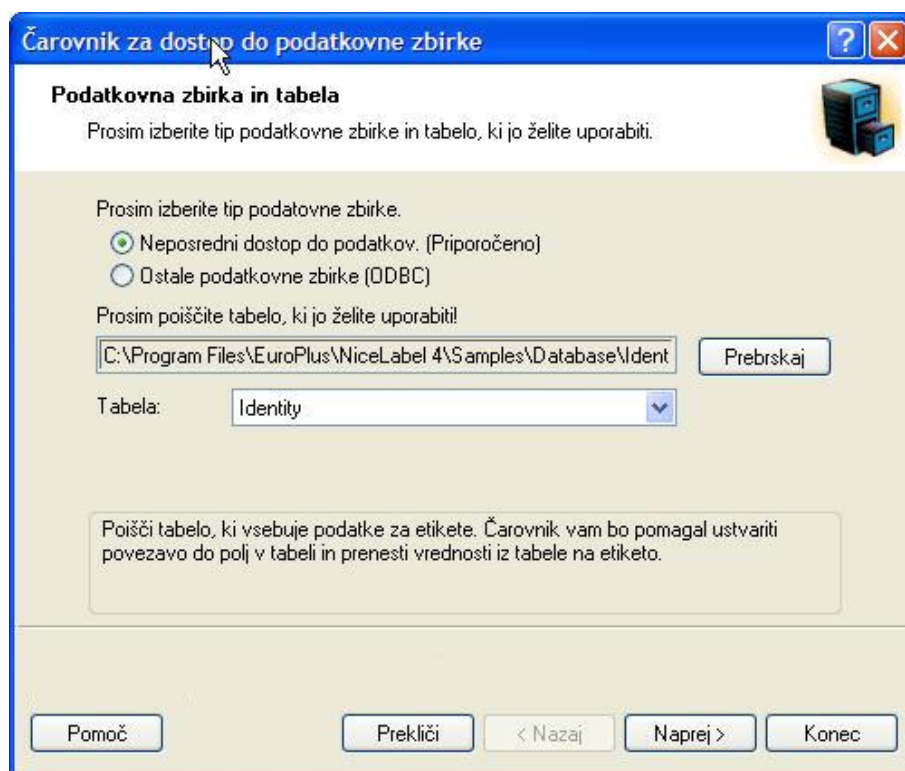 Čarovnik za dostop do podatkovne zbirke
Podatkovna zbirka in tabela
Prosim izberite tip podatkovne zbirke in tabelo, ki jo želite uporabiti.
Prosim izberite tip podatovne zbirke.
Neposredni dostop do podatkov. (Priporočeno)
Ostale podatkovne zbirke (ODBC)
Prosim poiščite tabelo, ki jo želite uporabiti!
C:\Program Files\EuroPlus\NiceLabel 4\Samples\Database\Ident
Prebrskaj
Tabela:
Identity
Poišči tabelo, ki vsebuje podatke za etikete. Čarovnik vam bo pomagal ustvariti
povezavo do polj v tabeli in prenesti vrednosti iz tabele na etiketo.
Pomoč
Prekliči
< Nazaj
Naprej >
Konec